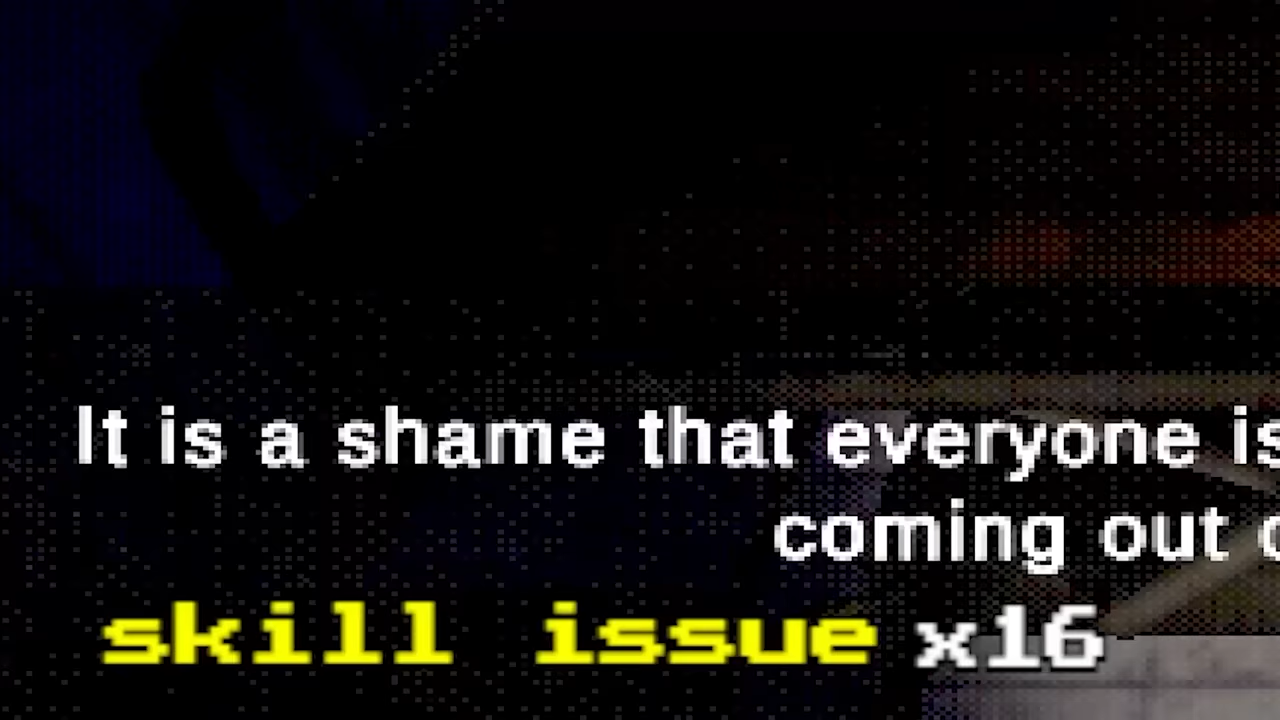 It is a shame that everyone is
coming out
skill issue x16